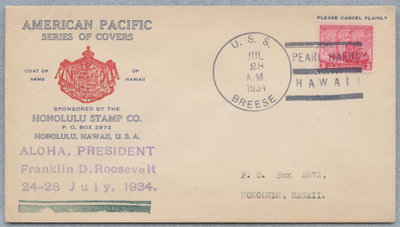 AMERICAN PACIFIC
SERIES OF COVERS
COAT OF ARMS
OF HAWAII
SPONSORED BY THE
HONOLULU STAMP CO.
P. O. BOX 2872
HONOLULU, HAWAII, U. S. A.
ALOHA, PRESIDENT
Franklin D. Roosevelt
24-28 July, 1934.
PLEASE CANCEL PLAINLY
U. S. S.
JUL
28
A.M.
1934
BREESE
PEARL HARBOR
HAWAII
P. O. Box 2872,
HONOLULU, HAWAII.